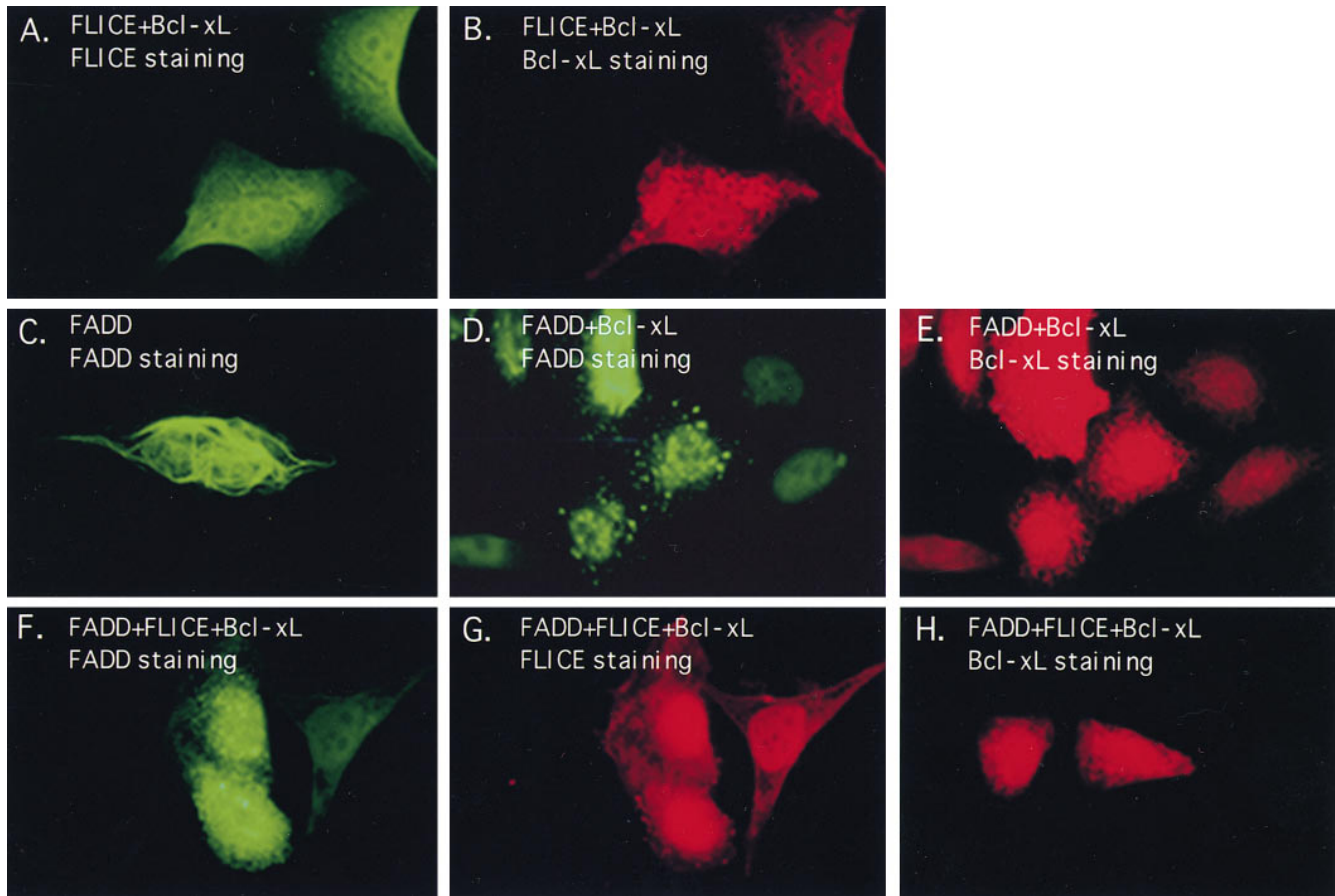 A. FLICE+Bcl-xL
FLICE staining
B. FLICE+Bcl-xL
Bcl-xL staining
C. FADD
FADD staining
D. FADD+Bcl-xL
FADD staining
E. FADD+Bcl-xL
Bcl-xL staining
F. FADD+FLICE+Bcl-xL
FADD staining
G. FADD+FLICE+Bcl-xL
FLICE staining
H. FADD+FLICE+Bcl-xL
Bcl-xL staining